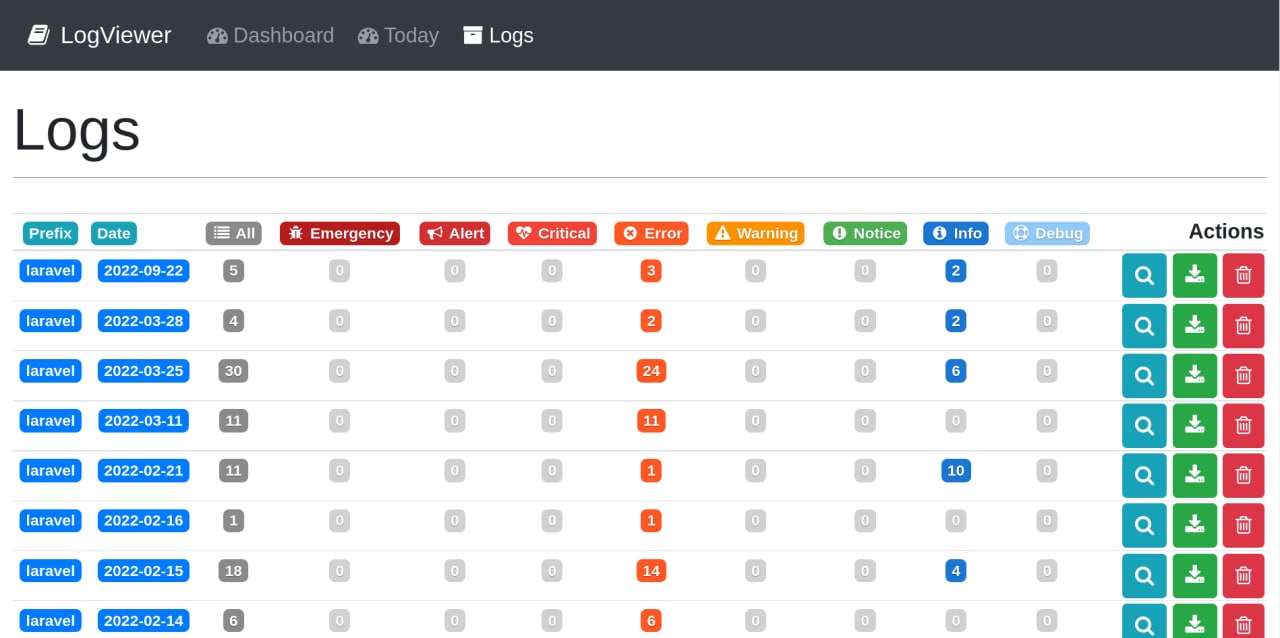 LogViewer Dashboard Today Logs
Logs
Prefix Date All Emergency Alert Critical Error Warning Notice Info Debug Actions
laravel 2022-09-22 5 0 0 0 3 0 0 2 0
laravel 2022-03-28 4 0 0 0 2 0 0 2 0
laravel 2022-03-25 30 0 0 0 24 0 0 6 0
laravel 2022-03-11 11 0 0 0 11 0 0 0 0
laravel 2022-02-21 11 0 0 0 1 0 0 10 0
laravel 2022-02-16 1 0 0 0 1 0 0 0 0
laravel 2022-02-15 18 0 0 0 14 0 0 4 0
laravel 2022-02-14 6 0 0 0 6 0 0 0 0